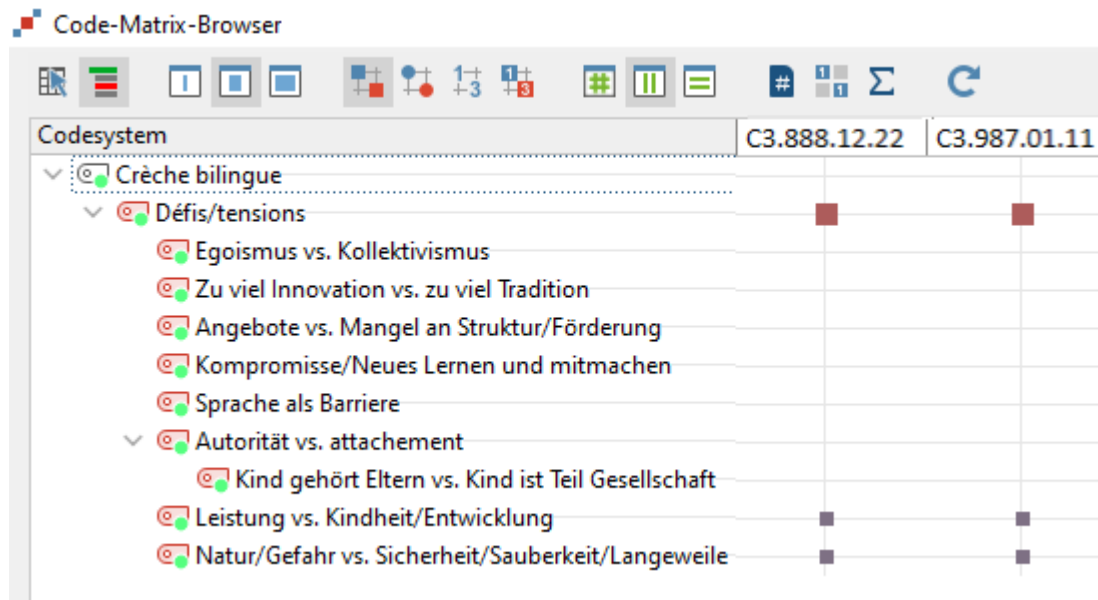 Code-Matrix-Browser
Codesystem C3.888.12.22 C3.987.01.11
Crèche bilingue
Défis/tensions
Egoismus vs. Kollektivismus
Zu viel Innovation vs. zu viel Tradition
Angebote vs. Mangel an Struktur/Förderung
Kompromisse/Neues Lernen und mitmachen
Sprache als Barriere
Autorität vs. attachement
Kind gehört Eltern vs. Kind ist Teil Gesellschaft
Leistung vs. Kindheit/Entwicklung
Natur/Gefahr vs. Sicherheit/Sauberkeit/Langeweile